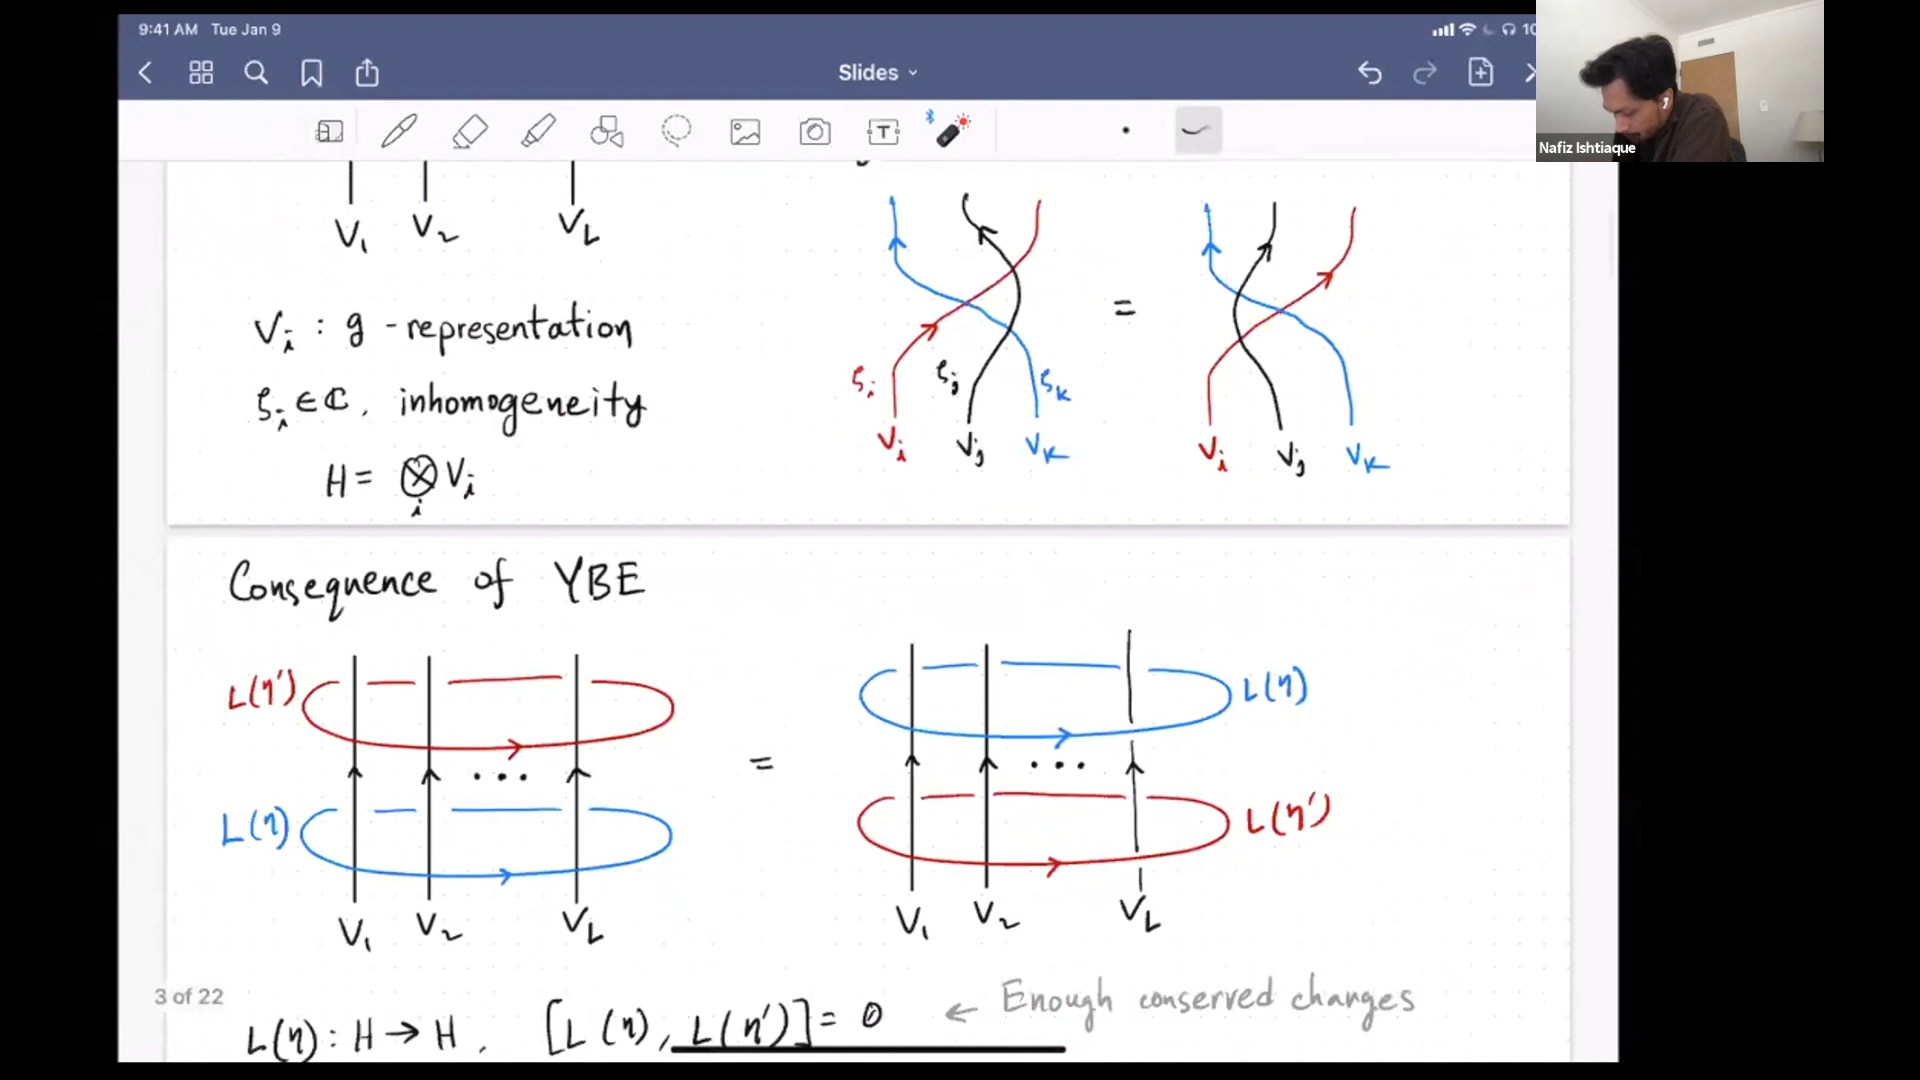 9:41 AM Tue Jan 9
10
Slides
T
Nafiz Ishtiaque
V₁ V₂ V_L
Vᵢ : g - representation
ζᵢ ∈ ℂ, inhomogeneity
H = ⊗ᵢ Vᵢ
ζᵢ ζⱼ ζₖ
Vᵢ Vⱼ Vₖ
=
Vᵢ Vⱼ Vₖ
Consequence of YBE
L(η')
L(η)
V₁ V₂ V_L
...
=
L(η)
L(η')
...
V₁ V₂ V_L
3 of 22
L(η) : H → H , [L(η), L(η')] = 0 ← Enough conserved changes